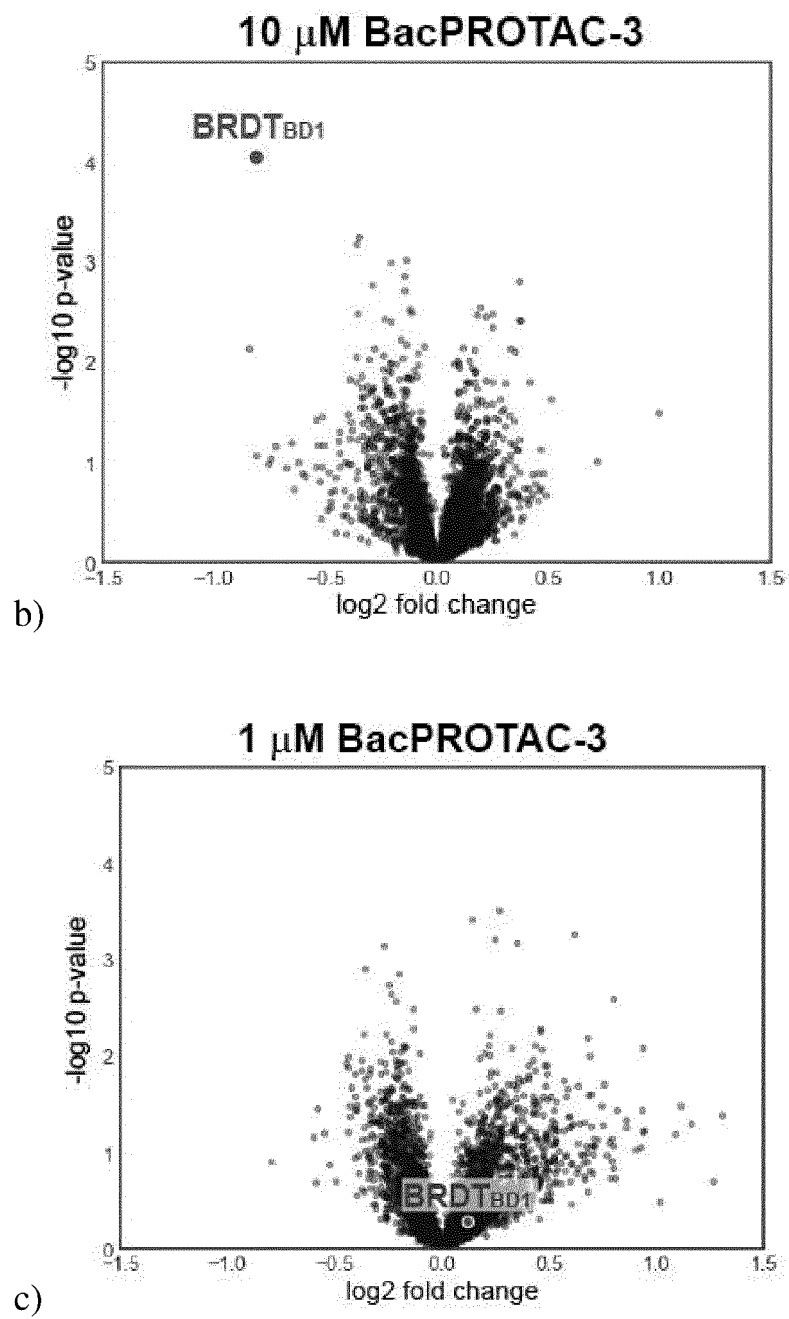 10 μM BacPROTAC-3
5
BRDTBD1
4
3
2
1
0
-log10 p-value
−1.5 −1.0 −0.5 0.0 0.5 1.0 1.5
log2 fold change
b)
1 μM BacPROTAC-3
5
4
3
2
1
BRDTBD1
0
-log10 p-value
−1.5 −1.0 −0.5 0.0 0.5 1.0 1.5
log2 fold change
c)